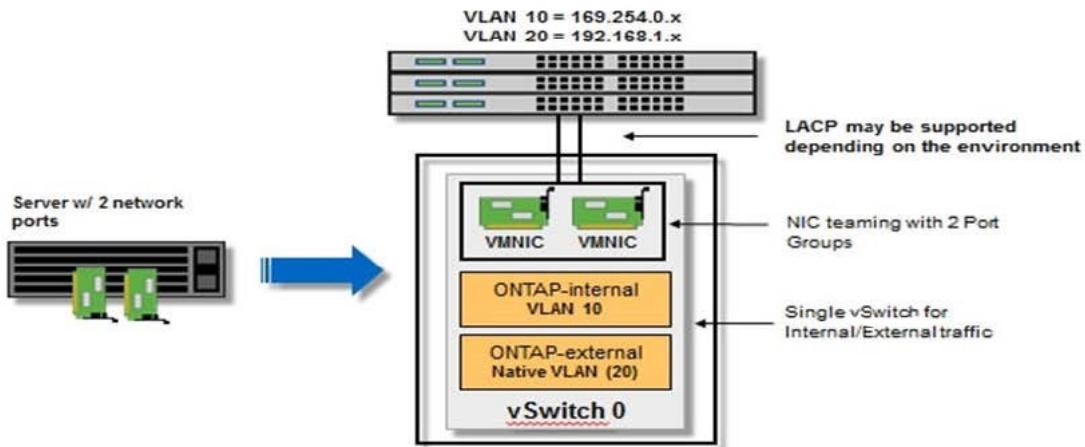 VLAN 10 = 169.254.0.x
VLAN 20 = 192.168.1.x
LACP may be supported
depending on the environment
Server w/ 2 network
ports
VMNIC
VMNIC
NIC teaming with 2 Port
Groups
ONTAP-internal
VLAN 10
Single vSwitch for
Internal/External traffic
ONTAP-external
Native VLAN (20)
vSwitch 0